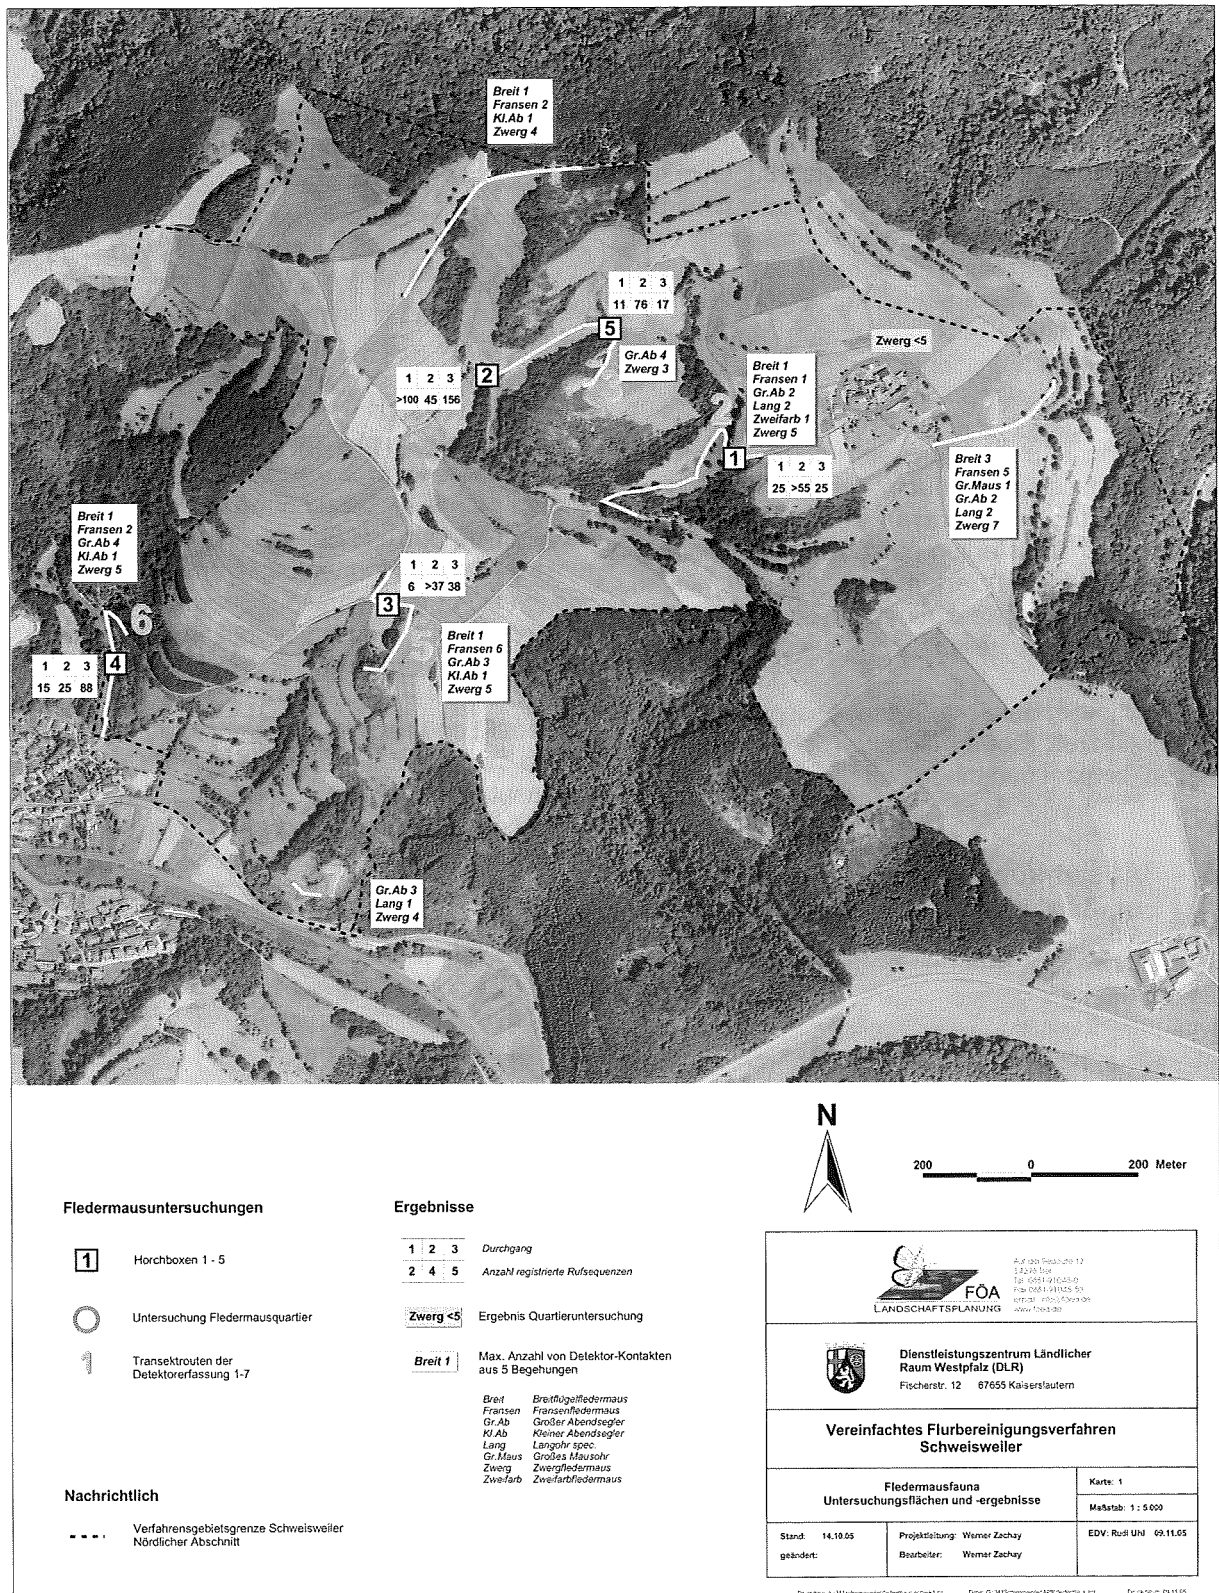 Breit 1
Fransen 2
Kl.Ab 1
Zwerg 4
1 2 3
11 76 17
5
Gr.Ab 4
Zwerg 3
Zwerg <5
2
1 2 3
>100 45 156
Breit 1
Fransen 1
Gr.Ab 2
Lang 2
Zweifarb 1
Zwerg 5
2
1
1 2 3
25 >55 25
Breit 3
Fransen 5
Gr.Maus 1
Gr.Ab 2
Lang 2
Zwerg 7
Breit 1
Fransen 2
Gr.Ab 4
Kl.Ab 1
Zwerg 5
6
4
1 2 3
15 25 88
1 2 3
6 >37 38
3
5
Breit 1
Fransen 6
Gr.Ab 3
Kl.Ab 1
Zwerg 5
Gr.Ab 3
Lang 1
Zwerg 4
N
200 0 200 Meter
Fledermausuntersuchungen
1 Horchboxen 1 - 5
Untersuchung Fledermausquartier
1 Transektrouten der
Detektorerfassung 1-7
Nachrichtlich
Verfahrensgebietsgrenze Schweisweiler
Nördlicher Abschnitt
Ergebnisse
1 2 3 Durchgang
2 4 5 Anzahl registrierte Rufsequenzen
Zwerg <5 Ergebnis Quartieruntersuchung
Breit 1 Max. Anzahl von Detektor-Kontakten
aus 5 Begehungen
Breit Breitflügelfledermaus
Fransen Fransenfledermaus
Gr.Ab Großer Abendsegler
Kl.Ab Kleiner Abendsegler
Lang Langohr spec.
Gr.Maus Großes Mausohr
Zwerg Zwergfledermaus
Zweifarb Zweifarbfledermaus
FÖA
LANDSCHAFTSPLANUNG
Dienstleistungszentrum Ländlicher
Raum Westpfalz (DLR)
Fischerstr. 12 67655 Kaiserslautern
Vereinfachtes Flurbereinigungsverfahren
Schweisweiler
Fledermausfauna
Untersuchungsflächen und -ergebnisse
Karte: 1
Maßstab: 1 : 5.000
Stand: 14.10.05
geändert:
Projektleitung: Werner Zachay
Bearbeiter: Werner Zachay
EDV: Rudi Uhl 09.11.05